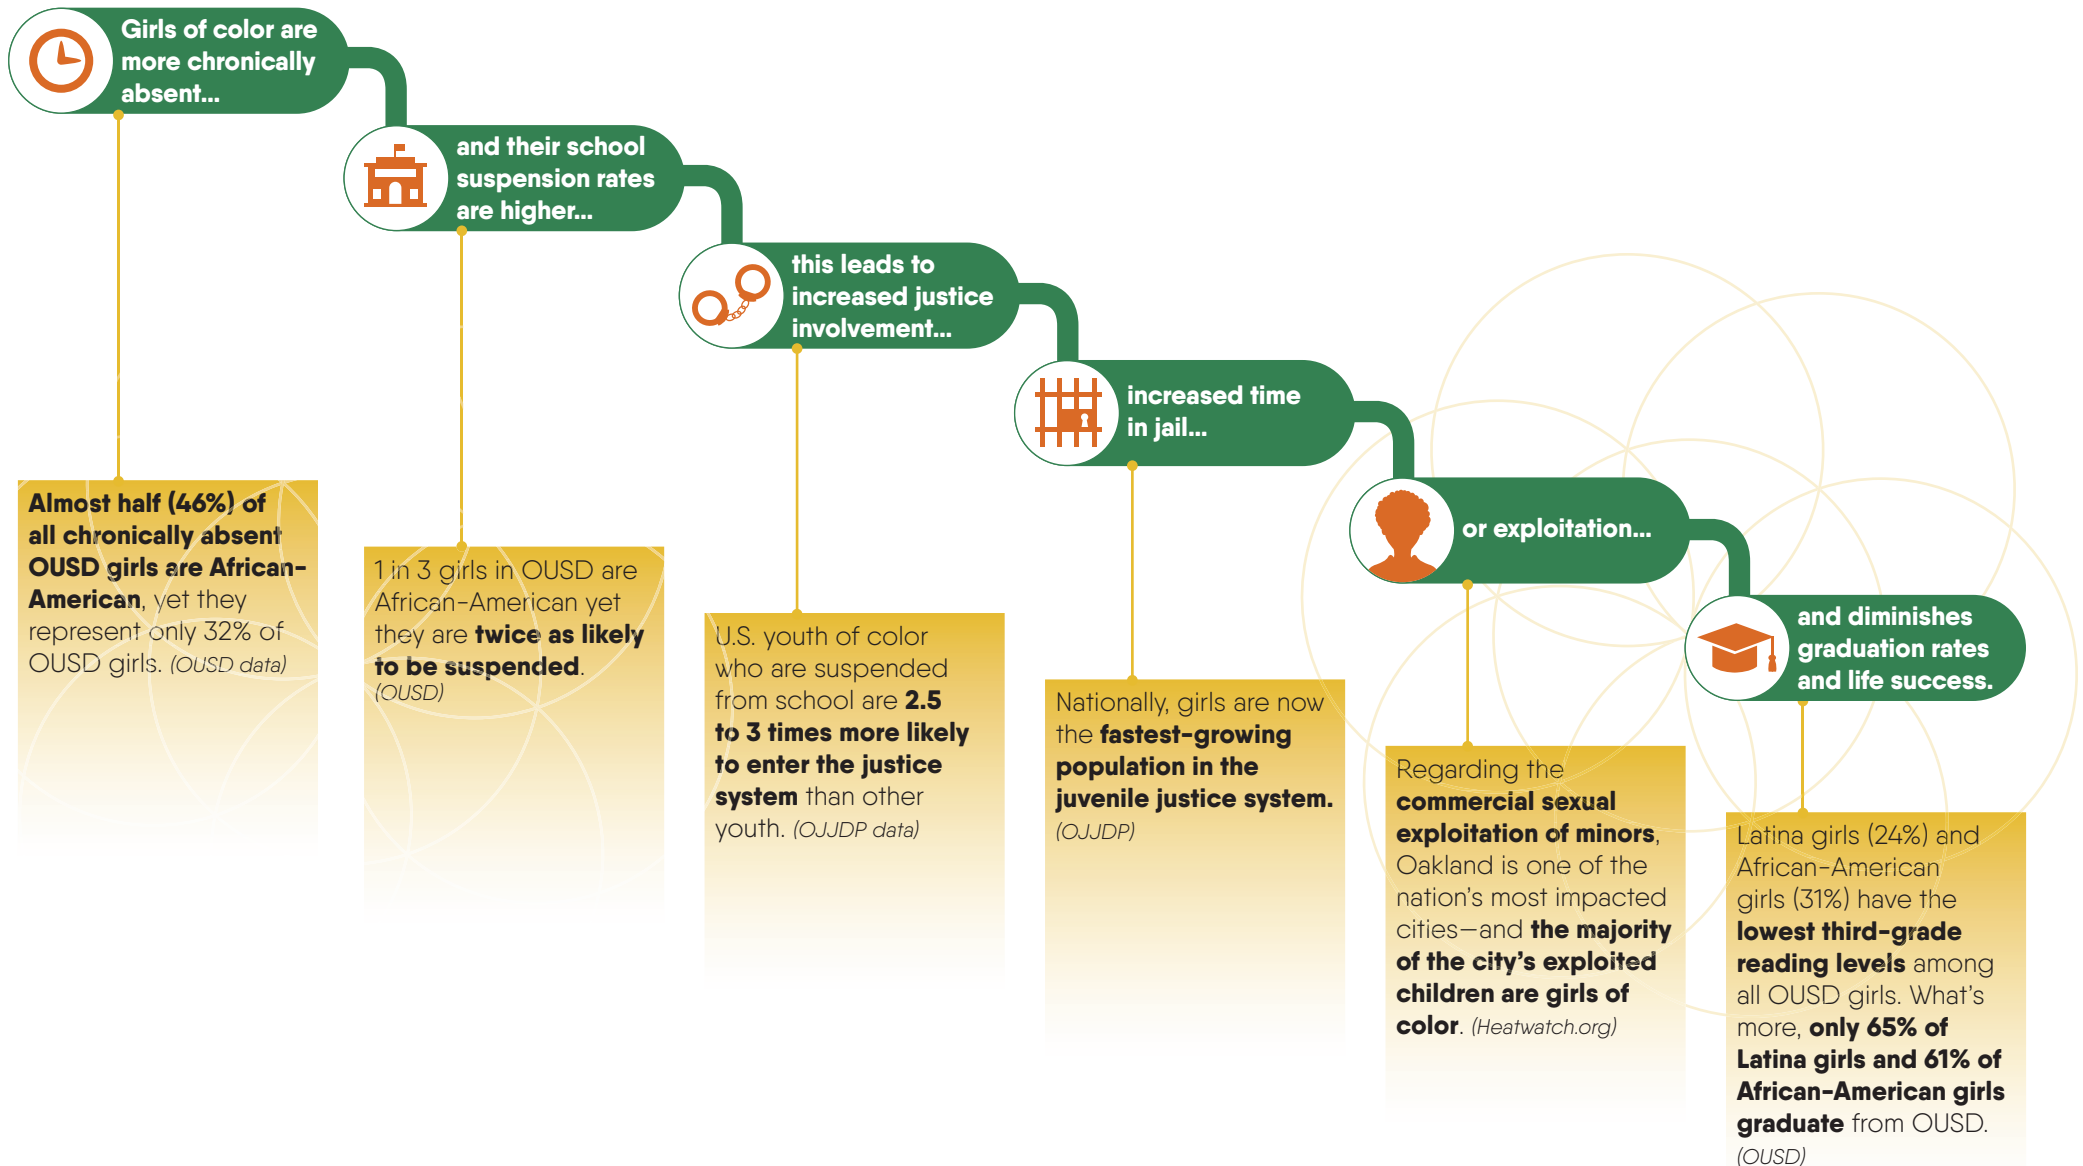 Girls of color are
more chronically
absent...
and their school
suspension rates
are higher...
this leads to
increased justice
involvement...
increased time
in jail...
or exploitation...
and diminishes
graduation rates
and life success.
Almost half (46%) of
all chronically absent
OUSD girls are African-
American, yet they
represent only 32% of
OUSD girls. (OUSD data)
1 in 3 girls in OUSD are
African-American yet
they are twice as likely
to be suspended.
(OUSD)
U.S. youth of color
who are suspended
from school are 2.5
to 3 times more likely
to enter the justice
system than other
youth. (OJJDP data)
Nationally, girls are now
the fastest-growing
population in the
juvenile justice system.
(OJJDP)
Regarding the
commercial sexual
exploitation of minors,
Oakland is one of the
nation's most impacted
cities—and the majority
of the city's exploited
children are girls of
color. (Heatwatch.org)
Latina girls (24%) and
African-American
girls (31%) have the
lowest third-grade
reading levels among
all OUSD girls. What's
more, only 65% of
Latina girls and 61% of
African-American girls
graduate from OUSD.
(OUSD)